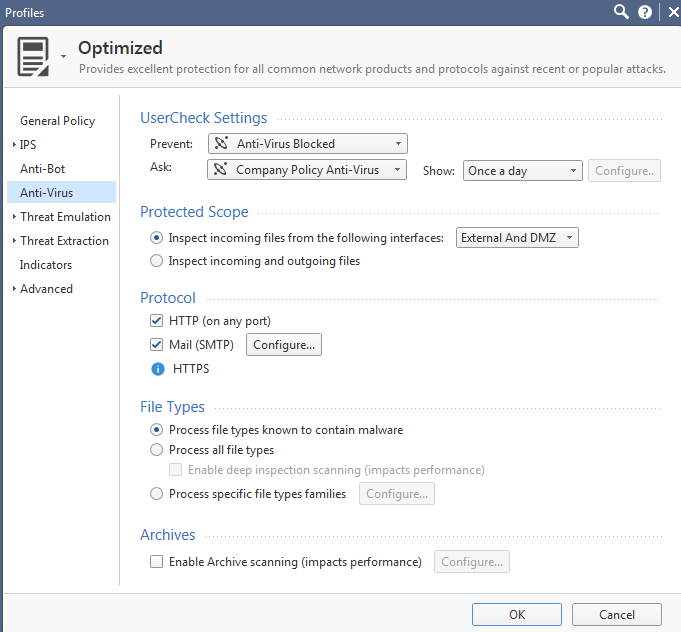 Profiles
Optimized
Provides excellent protection for all common network products and protocols against recent or popular attacks.
General Policy
IPS
Anti-Bot
Anti-Virus
Threat Emulation
Threat Extraction
Indicators
Advanced
UserCheck Settings
Prevent: Anti-Virus Blocked
Ask: Company Policy Anti-Virus Show: Once a day Configure..
Protected Scope
Inspect incoming files from the following interfaces: External And DMZ
Inspect incoming and outgoing files
Protocol
HTTP (on any port)
Mail (SMTP) Configure...
HTTPS
File Types
Process file types known to contain malware
Process all file types
Enable deep inspection scanning (impacts performance)
Process specific file types families Configure...
Archives
Enable Archive scanning (impacts performance) Configure...
OK Cancel